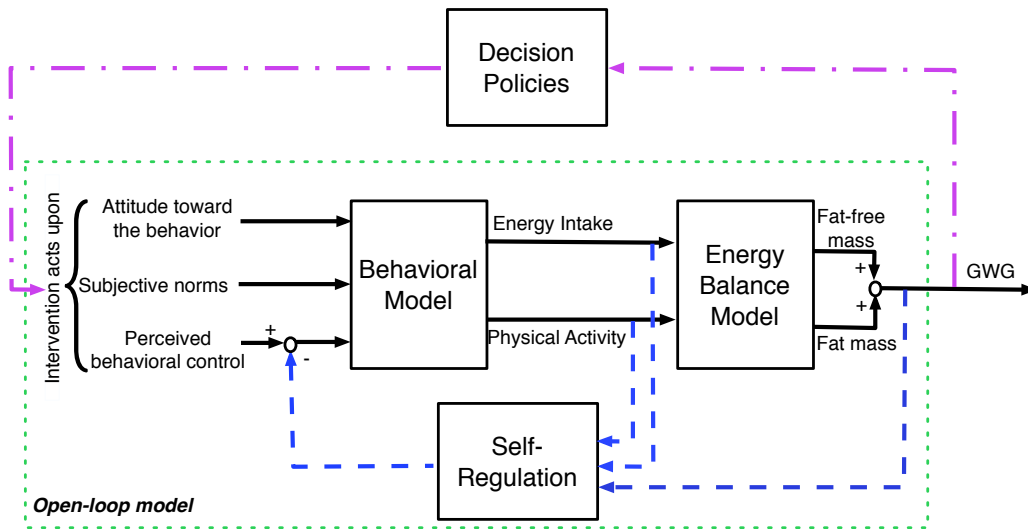 Decision
Policies
Intervention acts upon
Attitude toward
the behavior
Subjective norms
Perceived
behavioral control
+
-
Behavioral
Model
Energy Intake
Physical Activity
Energy
Balance
Model
Fat-free
mass
+
+
Fat mass
GWG
Self-
Regulation
Open-loop model